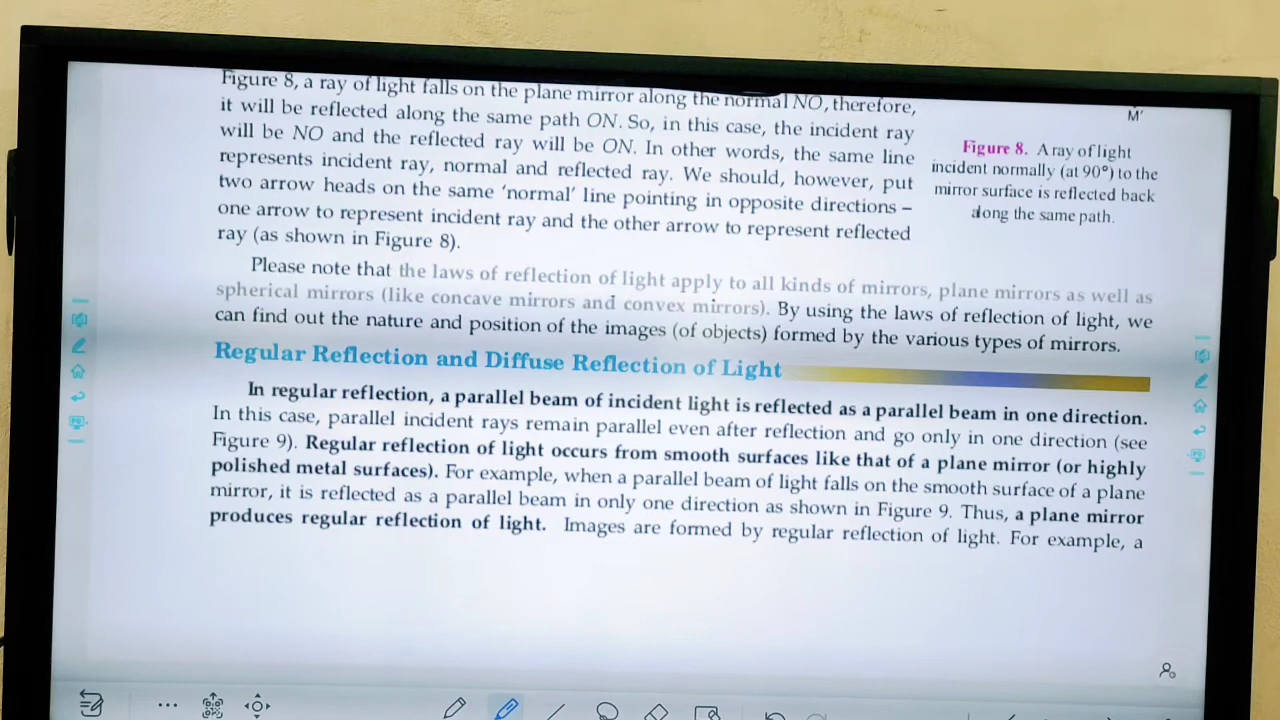 Figure 8, a ray of light falls on the plane mirror along the normal NO, therefore,
it will be reflected along the same path ON. So, in this case, the incident ray
will be NO and the reflected ray will be ON. In other words, the same line
represents incident ray, normal and reflected ray. We should, however, put
two arrow heads on the same ‘normal’ line pointing in opposite directions –
one arrow to represent incident ray and the other arrow to represent reflected
ray (as shown in Figure 8).
M′
Figure 8. A ray of light
incident normally (at 90°) to the
mirror surface is reflected back
along the same path.
Please note that the laws of reflection of light apply to all kinds of mirrors, plane mirrors as well as
spherical mirrors (like concave mirrors and convex mirrors). By using the laws of reflection of light, we
can find out the nature and position of the images (of objects) formed by the various types of mirrors.
Regular Reflection and Diffuse Reflection of Light
In regular reflection, a parallel beam of incident light is reflected as a parallel beam in one direction.
In this case, parallel incident rays remain parallel even after reflection and go only in one direction (see
Figure 9). Regular reflection of light occurs from smooth surfaces like that of a plane mirror (or highly
polished metal surfaces). For example, when a parallel beam of light falls on the smooth surface of a plane
mirror, it is reflected as a parallel beam in only one direction as shown in Figure 9. Thus, a plane mirror
produces regular reflection of light. Images are formed by regular reflection of light. For example, a